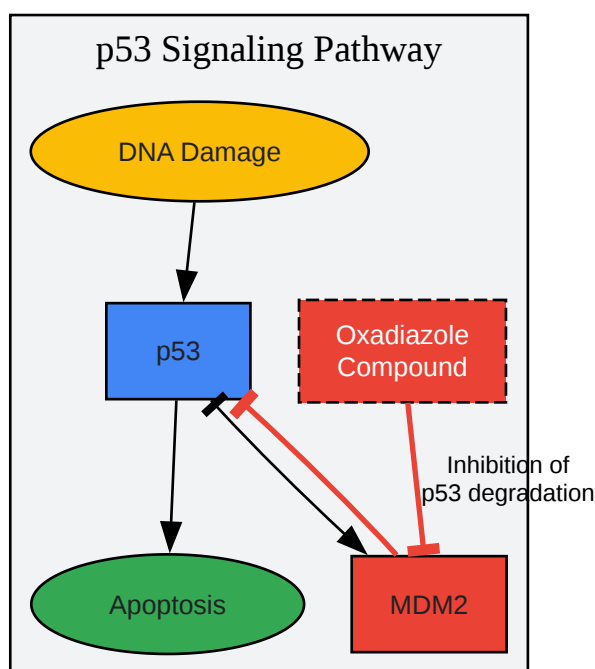 p53 Signaling Pathway
DNA Damage
p53
Oxadiazole
Compound
Inhibition of
p53 degradation
Apoptosis
MDM2